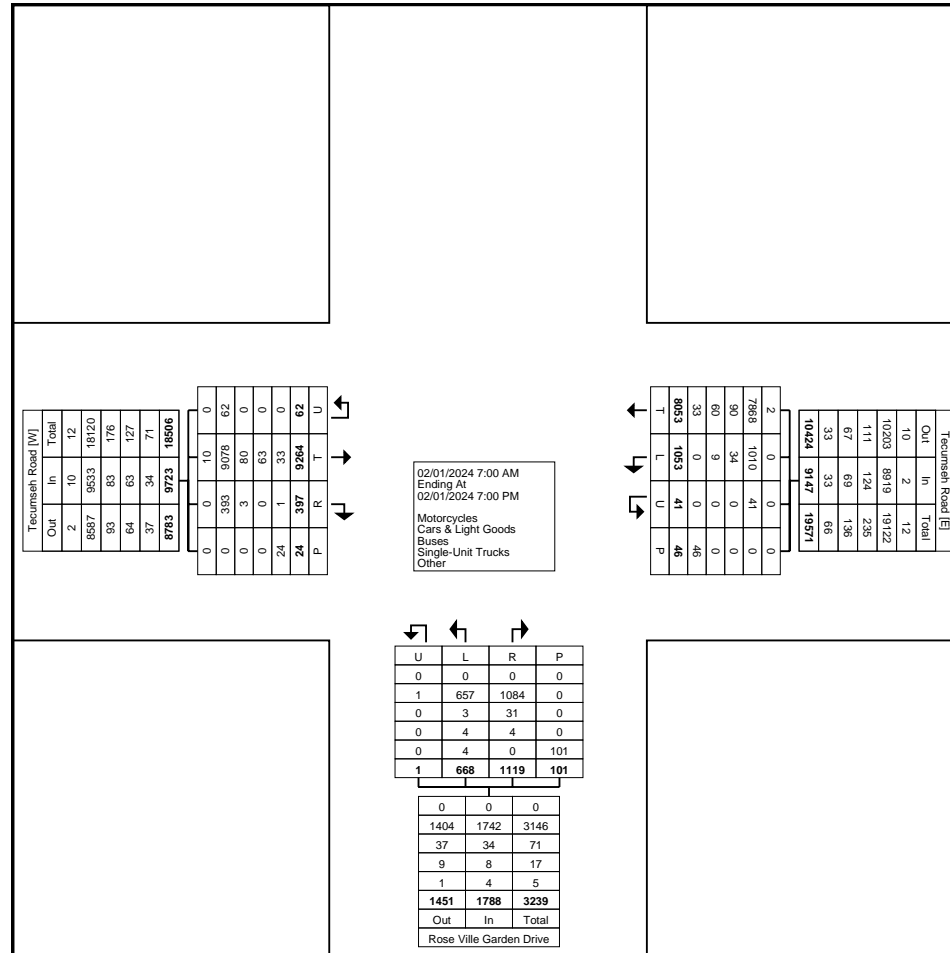 U T R P
62 9264 397 24
0 33 1 24
0 63 0 0
0 80 3 0
62 9078 393 0
0 10 0 0
18506 9723 8783
71 34 37
127 63 64
176 83 93
18120 9533 8587
12 10 2
Total In Out
Tecumseh Road [W]
02/01/2024 7:00 AM
Ending At
02/01/2024 7:00 PM
Motorcycles
Cars & Light Goods
Buses
Single-Unit Trucks
Other
Tecumseh Road [E]
Out In Total
10 2 12
10203 8919 19122
111 124 235
67 69 136
33 33 66
10424 9147 19571
2 0 0 0
7868 1010 41 0
90 34 0 0
60 9 0 0
33 0 0 46
8053 1053 41 46
T L U P
U L R P
0 0 0 0
1 657 1084 0
0 3 31 0
0 4 4 0
0 4 0 101
1 668 1119 101
0 0 0
1404 1742 3146
37 34 71
9 8 17
1 4 5
1451 1788 3239
Out In Total
Rose Ville Garden Drive